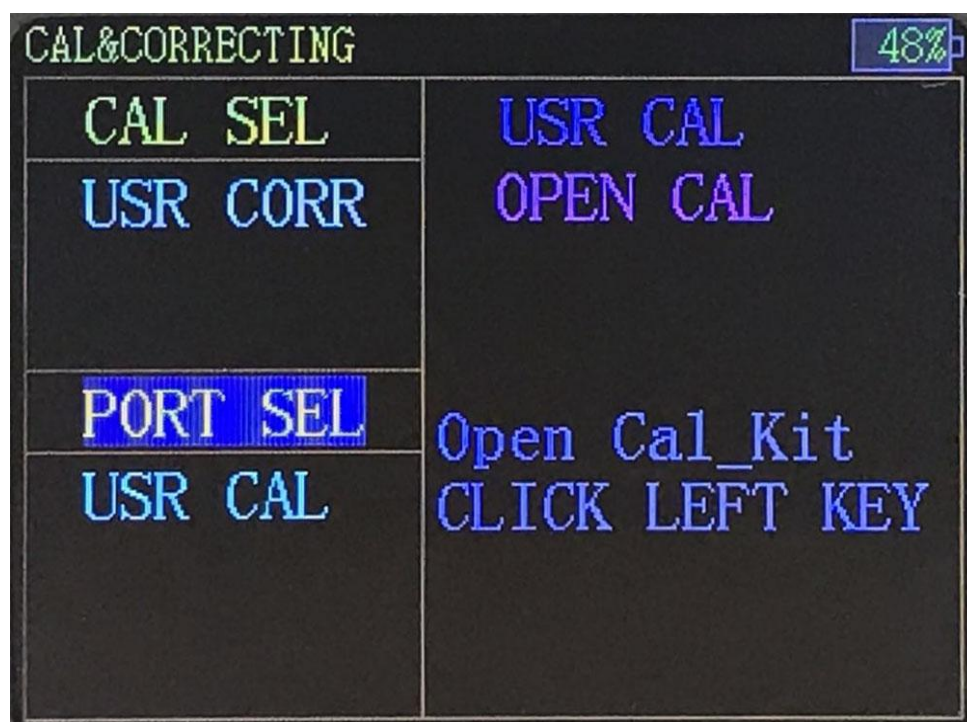 CAL&CORRECTING
48%
CAL SEL
USR CORR
PORT SEL
USR CAL
USR CAL
OPEN CAL
Open Cal_Kit
CLICK LEFT KEY